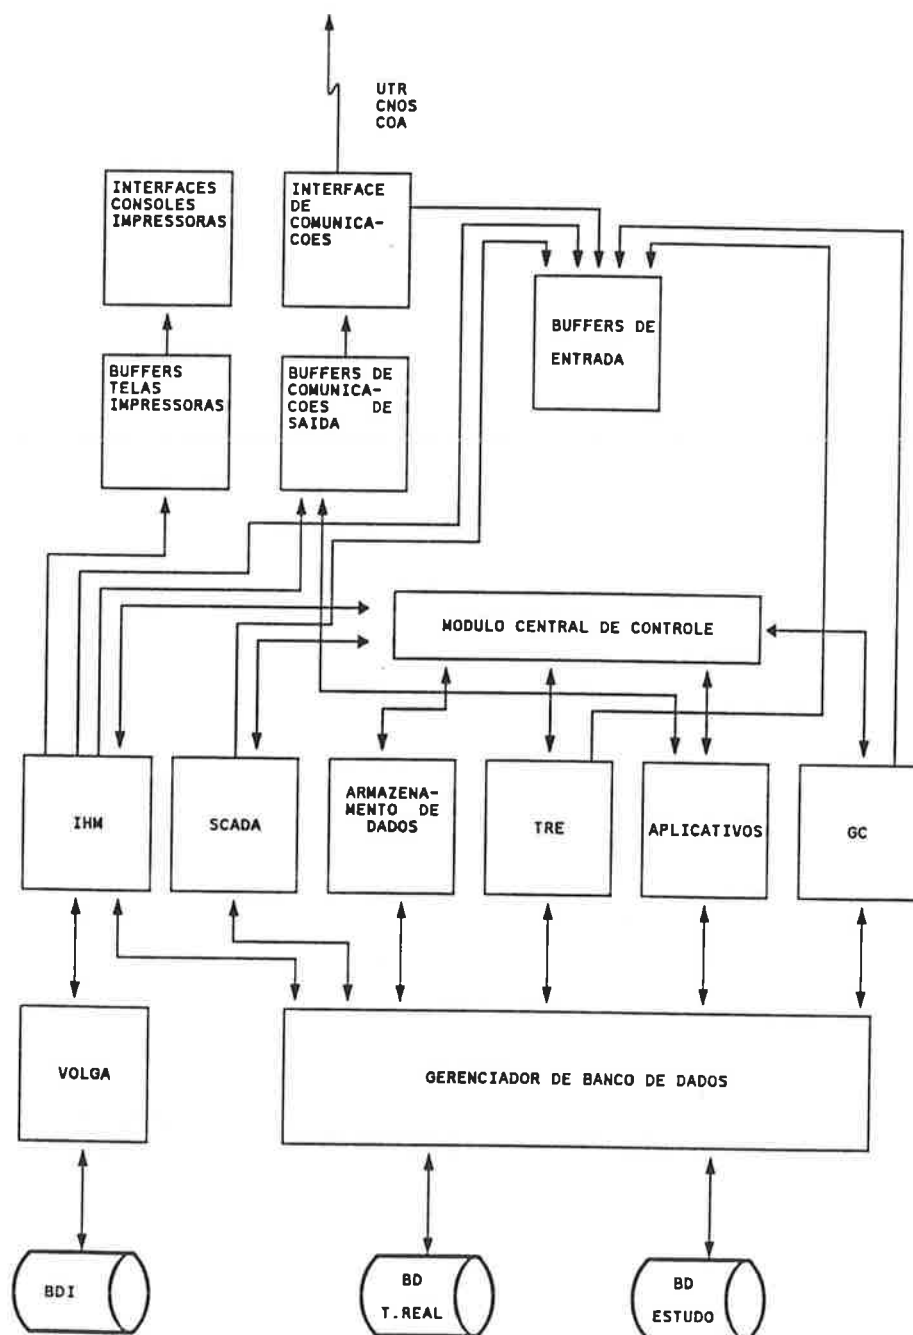 UTR
CNOS
COA
INTERFACES
CONSOLES
IMPRESSORAS
INTERFACE
DE
COMUNICA-
COES
BUFFERS DE
ENTRADA
BUFFERS
TELAS
IMPRESSORAS
BUFFERS DE
COMUNICA-
COES DE
SAIDA
MODULO CENTRAL DE CONTROLE
IHM
SCADA
ARMAZENA-
MENTO DE
DADOS
TRE
APLICATIVOS
GC
VOLGA
GERENCIADOR DE BANCO DE DADOS
BDI
BD
T.REAL
BD
ESTUDO